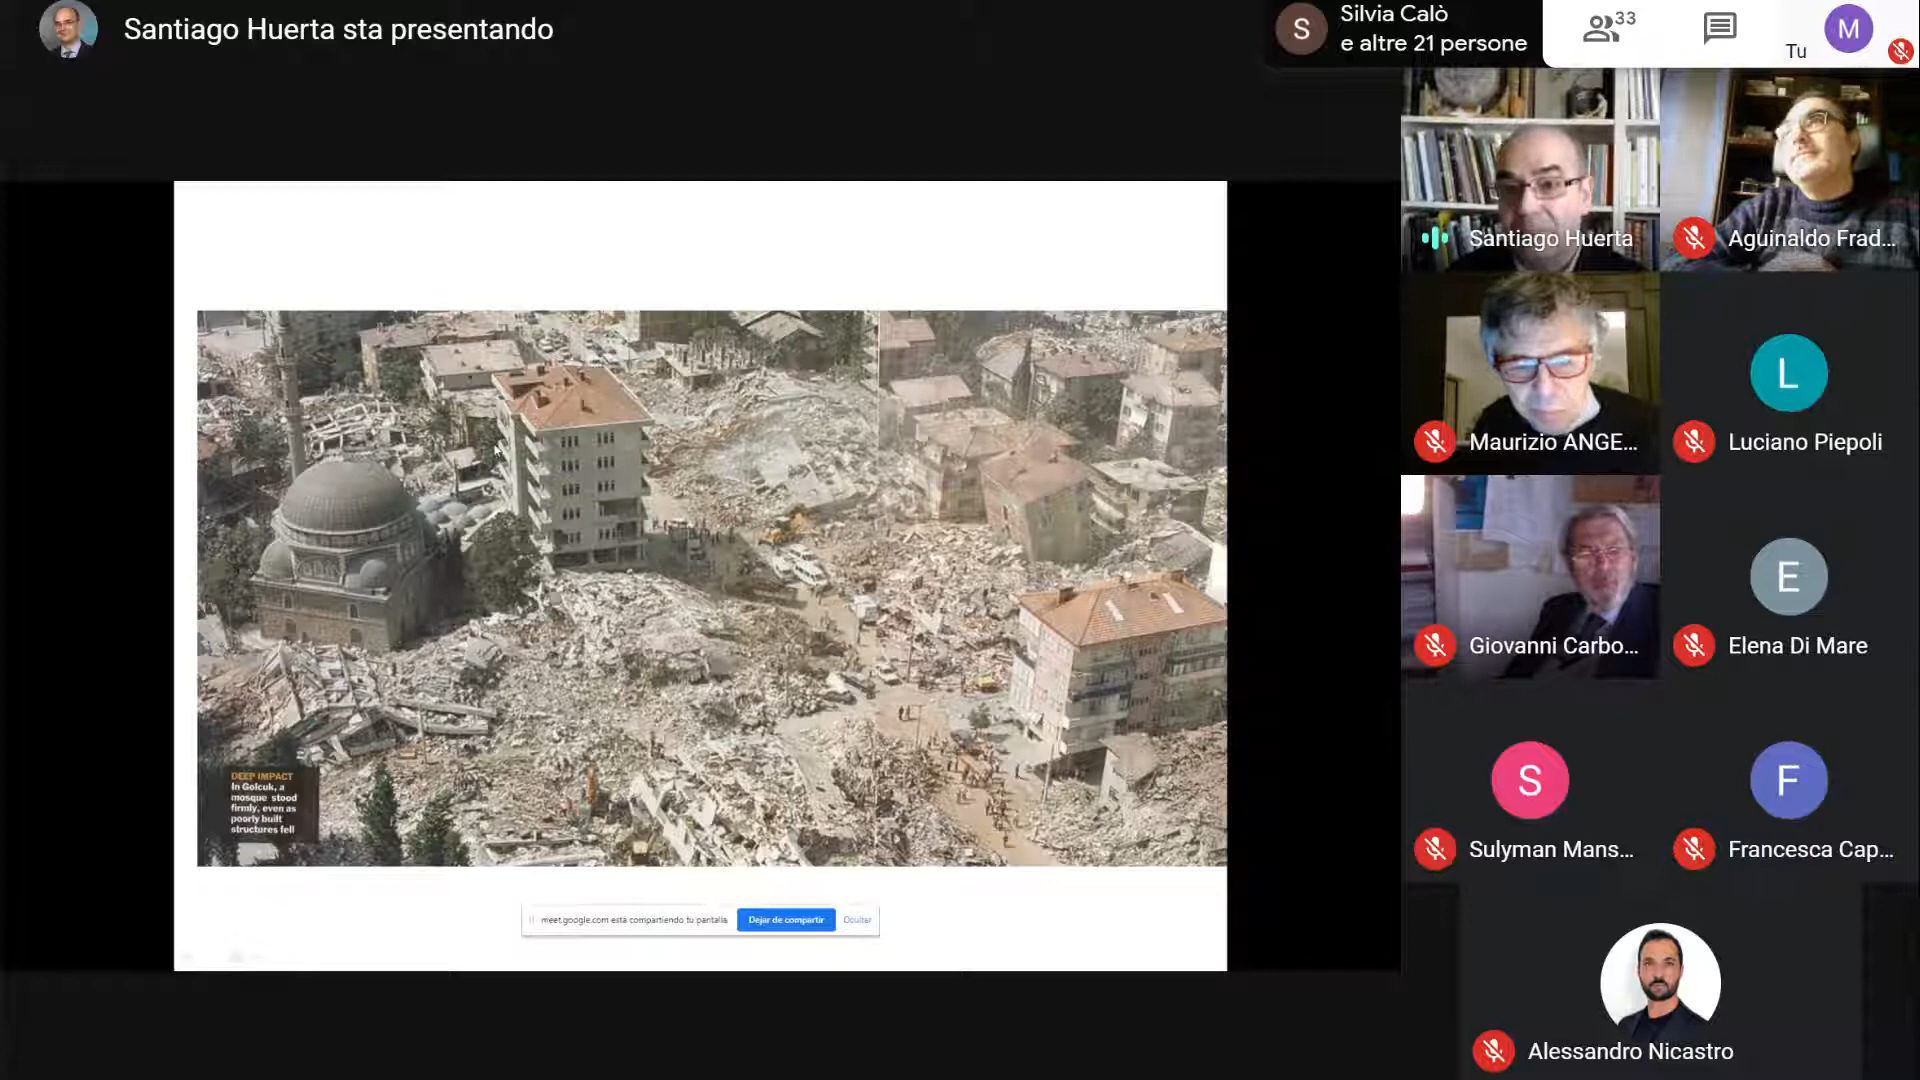 Santiago Huerta sta presentando
S
Silvia Calò
e altre 21 persone
33
Tu
M
Santiago Huerta
Aguinaldo Frad...
Maurizio ANGE...
L
Luciano Piepoli
Giovanni Carbo...
E
Elena Di Mare
S
Sulyman Mans...
F
Francesca Cap...
Alessandro Nicastro
DEEP IMPACT
In Golcuk, a
mosque stood
firmly, even as
poorly built
structures fell
meet.google.com está compartiendo tu pantalla
Dejar de compartir
Ocultar